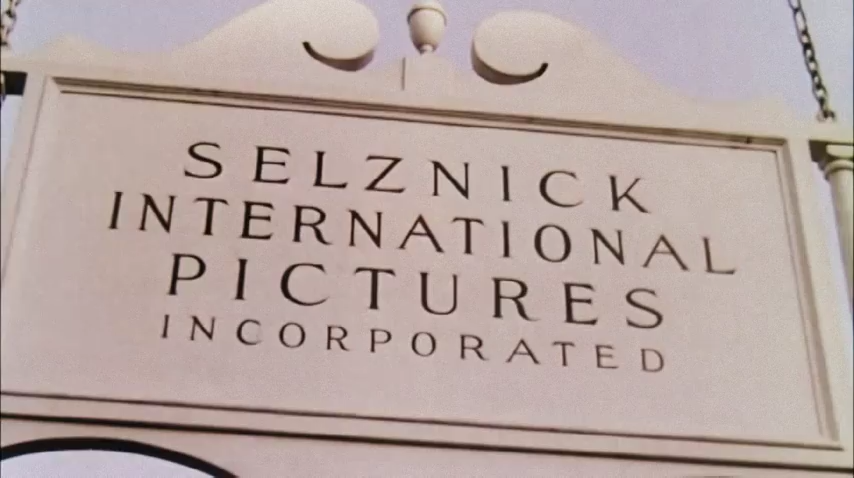 SELZNICK
INTERNATIONAL
PICTURES
INCORPORATED